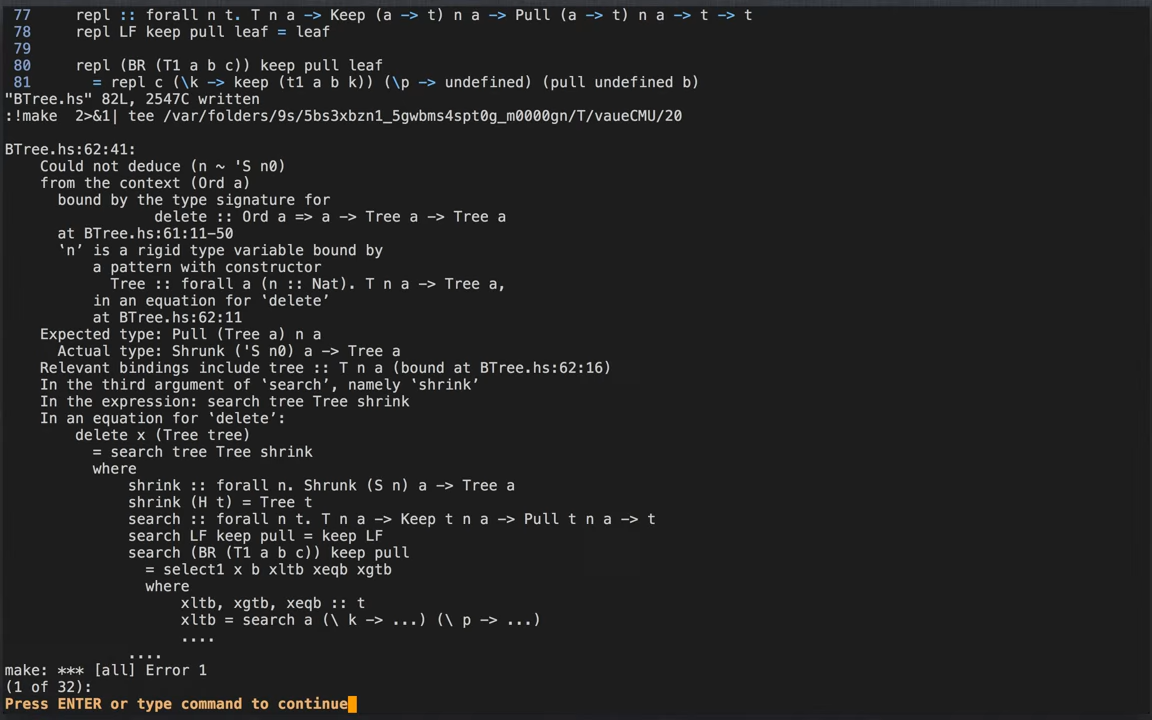 77      repl :: forall n t. T n a -> Keep (a -> t) n a -> Pull (a -> t) n a -> t -> t
78      repl LF keep pull leaf = leaf
79
80      repl (BR (T1 a b c)) keep pull leaf
81        = repl c (\k -> keep (t1 a b k)) (\p -> undefined) (pull undefined b)
"BTree.hs" 82L, 2547C written
:!make  2>&1| tee /var/folders/9s/5bs3xbzn1_5gwbms4spt0g_m0000gn/T/vaueCMU/20
BTree.hs:62:41:
    Could not deduce (n ~ 'S n0)
    from the context (Ord a)
      bound by the type signature for
                 delete :: Ord a => a -> Tree a -> Tree a
      at BTree.hs:61:11-50
      ‘n’ is a rigid type variable bound by
          a pattern with constructor
            Tree :: forall a (n :: Nat). T n a -> Tree a,
          in an equation for ‘delete’
          at BTree.hs:62:11
    Expected type: Pull (Tree a) n a
      Actual type: Shrunk ('S n0) a -> Tree a
    Relevant bindings include tree :: T n a (bound at BTree.hs:62:16)
    In the third argument of ‘search’, namely ‘shrink’
    In the expression: search tree Tree shrink
    In an equation for ‘delete’:
        delete x (Tree tree)
          = search tree Tree shrink
          where
              shrink :: forall n. Shrunk (S n) a -> Tree a
              shrink (H t) = Tree t
              search :: forall n t. T n a -> Keep t n a -> Pull t n a -> t
              search LF keep pull = keep LF
              search (BR (T1 a b c)) keep pull
                = select1 x b xltb xeqb xgtb
                where
                    xltb, xgtb, xeqb :: t
                    xltb = search a (\ k -> ...) (\ p -> ...)
                    ....
              ....
make: *** [all] Error 1
(1 of 32):
Press ENTER or type command to continue